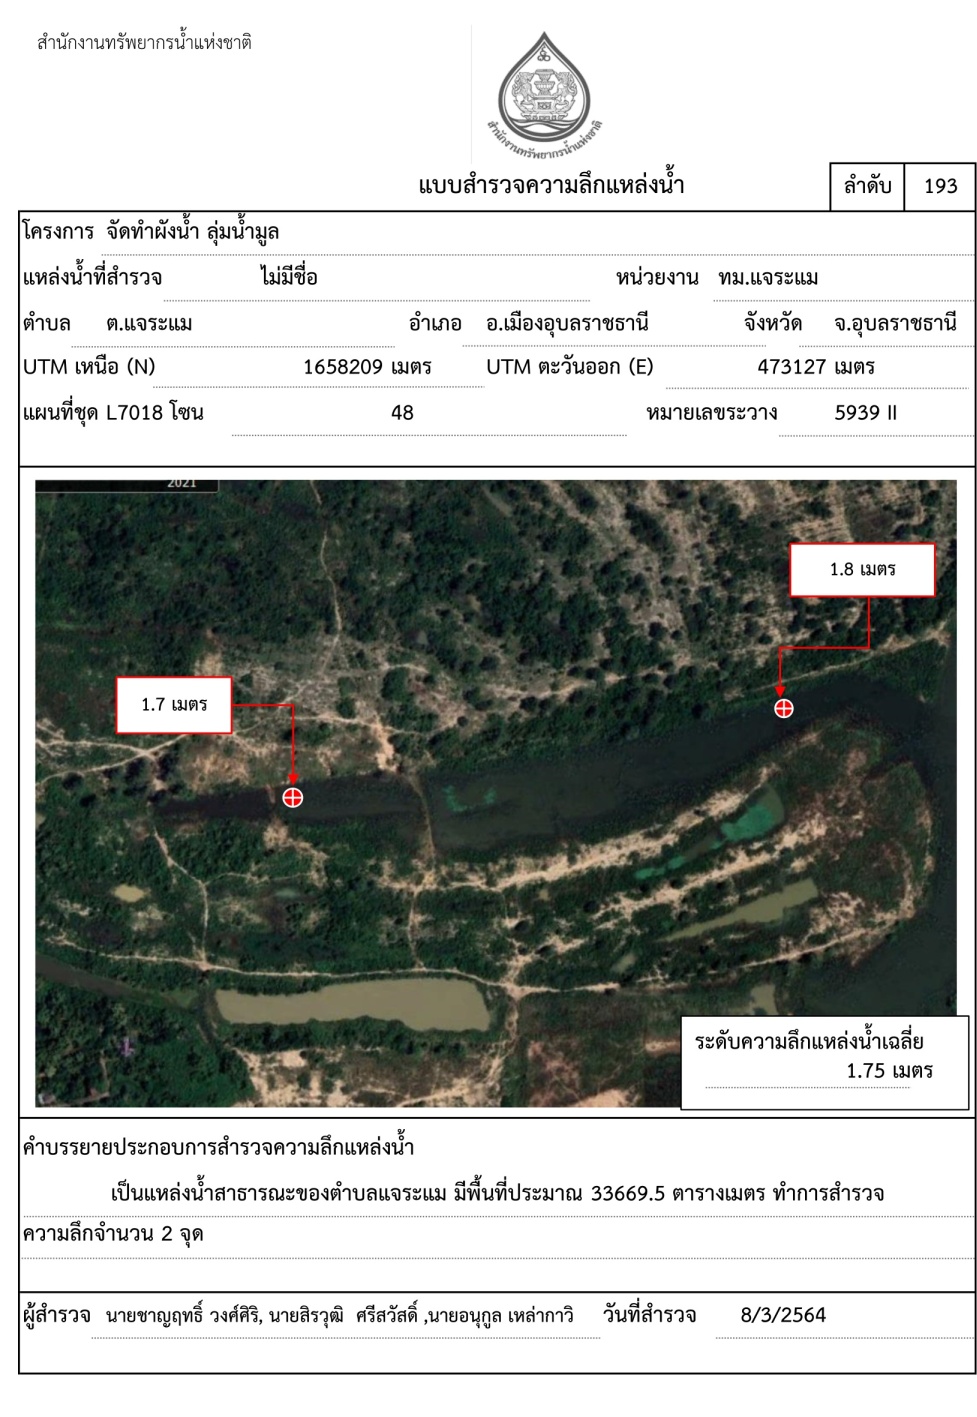 สำนักงานทรัพยากรน้ำแห่งชาติ
สำนักงานทรัพยากรน้ำแห่งชาติ
แบบสำรวจความลึกแหล่งน้ำ
ลำดับ 193
โครงการ จัดทำผังน้ำ ลุ่มน้ำมูล
แหล่งน้ำที่สำรวจ ไม่มีชื่อ หน่วยงาน ทม.แจระแม
ตำบล ต.แจระแม อำเภอ อ.เมืองอุบลราชธานี จังหวัด จ.อุบลราชธานี
UTM เหนือ (N) 1658209 เมตร UTM ตะวันออก (E) 473127 เมตร
แผนที่ชุด L7018 โซน 48 หมายเลขระวาง 5939 II
2021
1.8 เมตร
1.7 เมตร
ระดับความลึกแหล่งน้ำเฉลี่ย
1.75 เมตร
คำบรรยายประกอบการสำรวจความลึกแหล่งน้ำ
เป็นแหล่งน้ำสาธารณะของตำบลแจระแม มีพื้นที่ประมาณ 33669.5 ตารางเมตร ทำการสำรวจ
ความลึกจำนวน 2 จุด
ผู้สำรวจ นายชาญฤทธิ์ วงศ์ศิริ, นายสิรวุฒิ ศรีสวัสดิ์ ,นายอนุกูล เหล่ากาวิ วันที่สำรวจ 8/3/2564